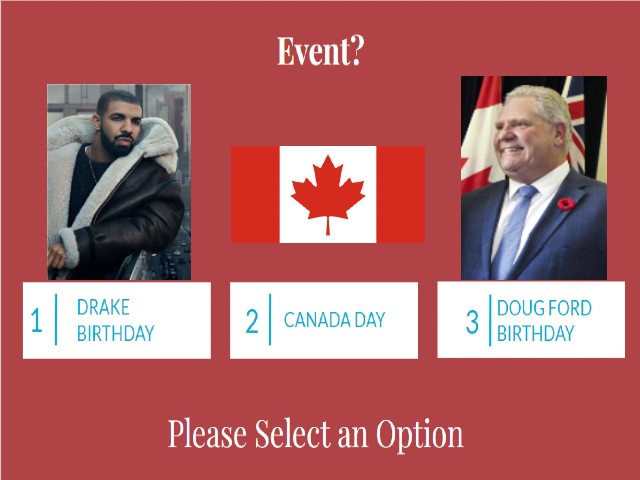 Event?
1 DRAKE
BIRTHDAY
2 CANADA DAY
3 DOUG FORD
BIRTHDAY
Please Select an Option